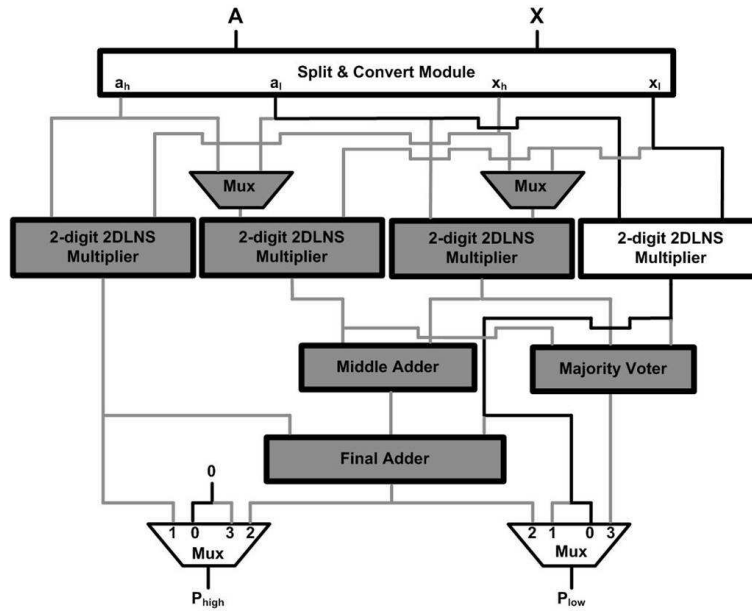 A X
Split & Convert Module
ah al xh xl
Mux Mux
2-digit 2DLNS Multiplier
2-digit 2DLNS Multiplier
2-digit 2DLNS Multiplier
2-digit 2DLNS Multiplier
Middle Adder
Majority Voter
Final Adder
0
1 0 3 2
Mux
2 1 0 3
Mux
Phigh
Plow